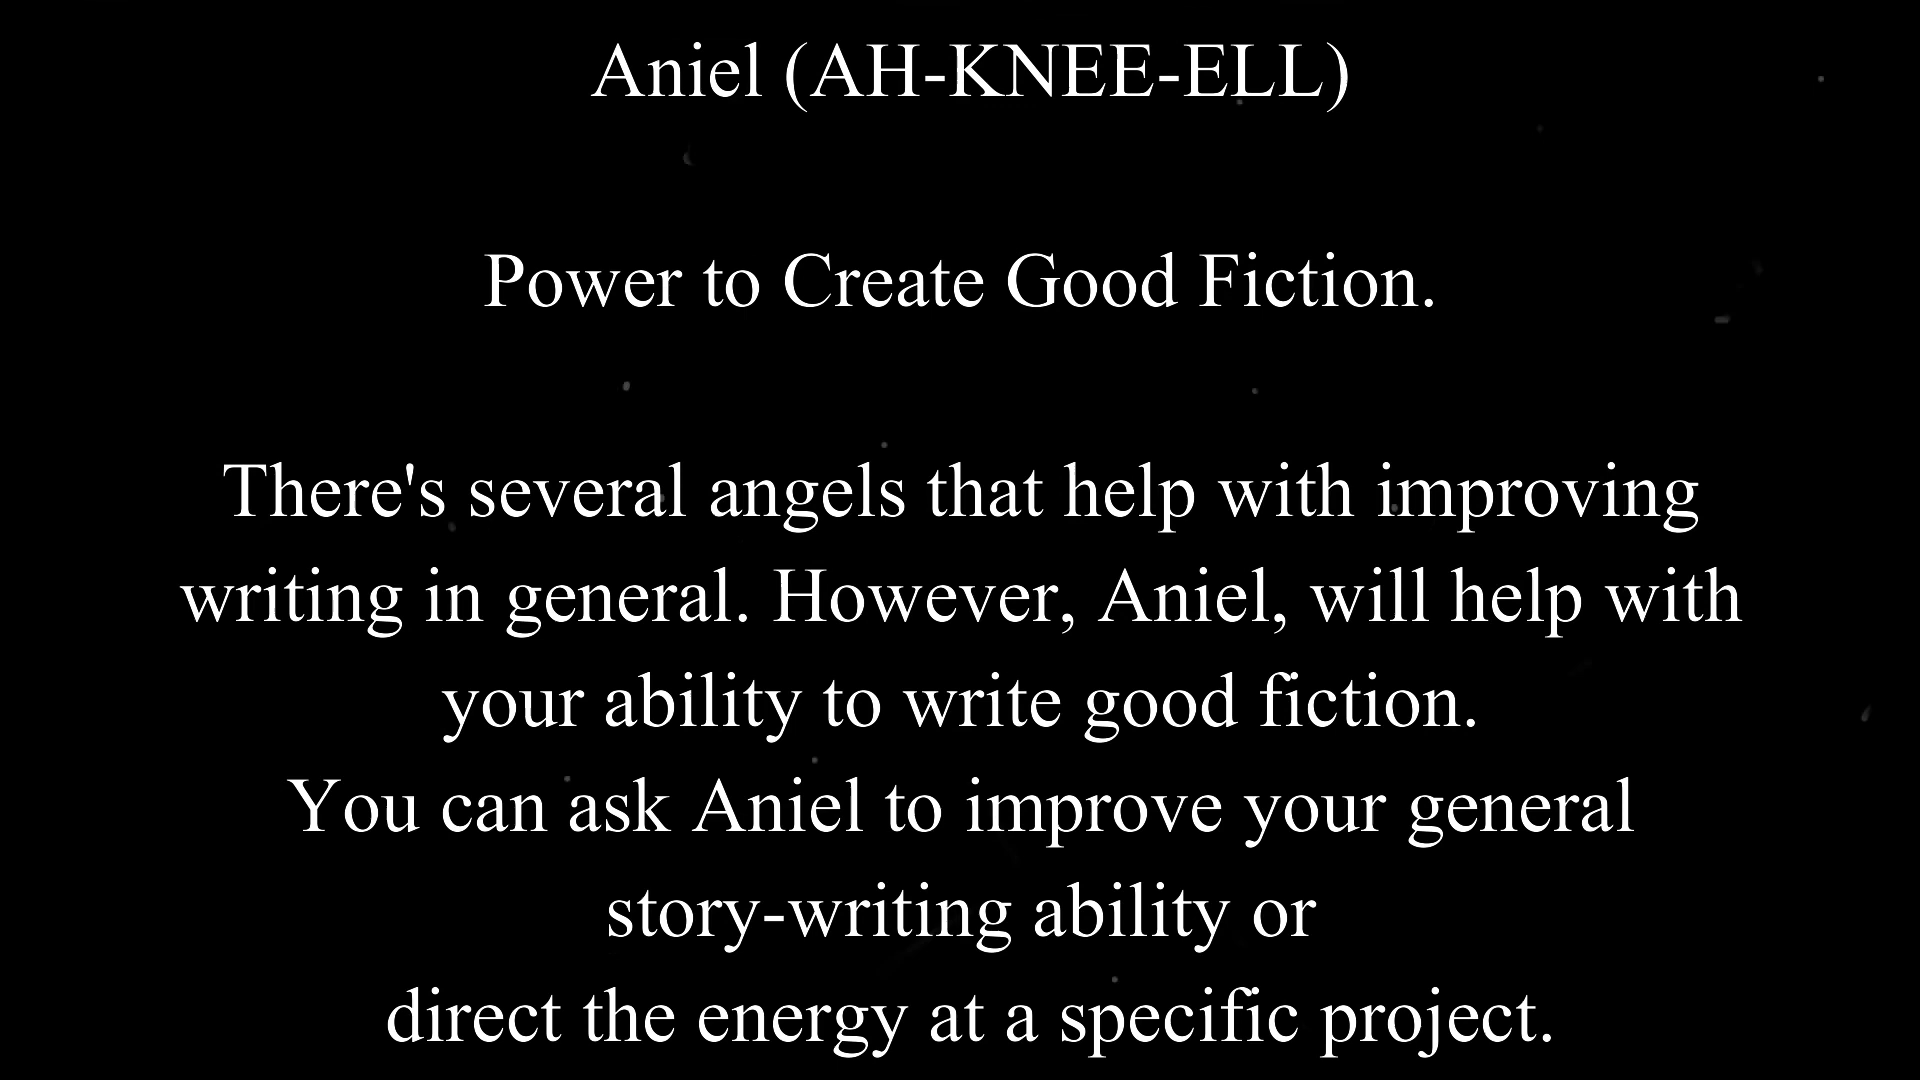 Aniel (AH-KNEE-ELL)
Power to Create Good Fiction.
There's several angels that help with improving
writing in general. However, Aniel, will help with
your ability to write good fiction.
You can ask Aniel to improve your general
story-writing ability or
direct the energy at a specific project.